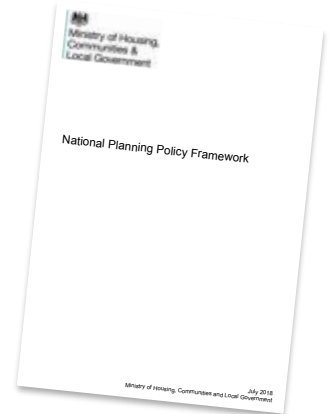 Ministry of Housing,
Communities &
Local Government
National Planning Policy Framework
July 2018
Ministry of Housing, Communities and Local Government